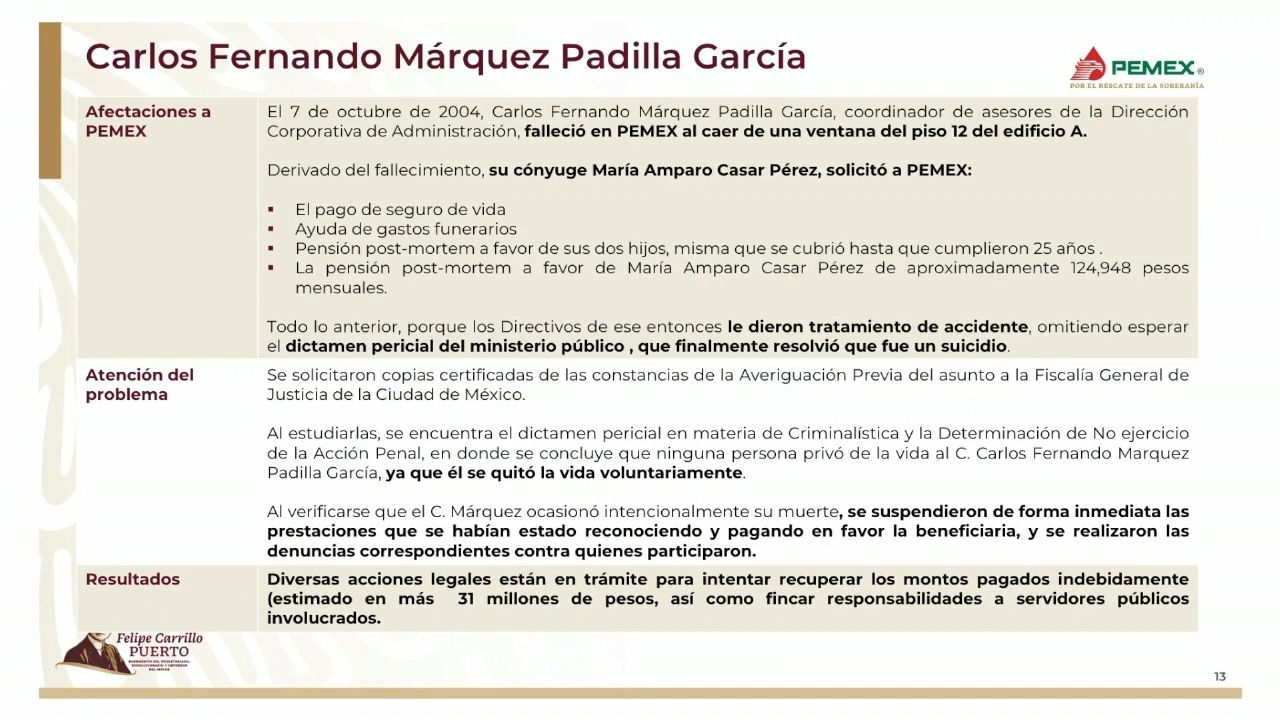 Carlos Fernando Márquez Padilla García
PEMEX®
POR EL RESCATE DE LA SOBERANÍA
Afectaciones a
PEMEX
El 7 de octubre de 2004, Carlos Fernando Márquez Padilla García, coordinador de asesores de la Dirección
Corporativa de Administración, falleció en PEMEX al caer de una ventana del piso 12 del edificio A.
Derivado del fallecimiento, su cónyuge María Amparo Casar Pérez, solicitó a PEMEX:
▪ El pago de seguro de vida
▪ Ayuda de gastos funerarios
▪ Pensión post-mortem a favor de sus dos hijos, misma que se cubrió hasta que cumplieron 25 años .
▪ La pensión post-mortem a favor de María Amparo Casar Pérez de aproximadamente 124,948 pesos
mensuales.
Todo lo anterior, porque los Directivos de ese entonces le dieron tratamiento de accidente, omitiendo esperar
el dictamen pericial del ministerio público , que finalmente resolvió que fue un suicidio.
Atención del
problema
Se solicitaron copias certificadas de las constancias de la Averiguación Previa del asunto a la Fiscalía General de
Justicia de la Ciudad de México.
Al estudiarlas, se encuentra el dictamen pericial en materia de Criminalística y la Determinación de No ejercicio
de la Acción Penal, en donde se concluye que ninguna persona privó de la vida al C. Carlos Fernando Marquez
Padilla García, ya que él se quitó la vida voluntariamente.
Al verificarse que el C. Márquez ocasionó intencionalmente su muerte, se suspendieron de forma inmediata las
prestaciones que se habían estado reconociendo y pagando en favor la beneficiaria, y se realizaron las
denuncias correspondientes contra quienes participaron.
Resultados
Diversas acciones legales están en trámite para intentar recuperar los montos pagados indebidamente
(estimado en más 31 millones de pesos, así como fincar responsabilidades a servidores públicos
involucrados.
Felipe Carrillo
PUERTO
DEL MAYAB
13